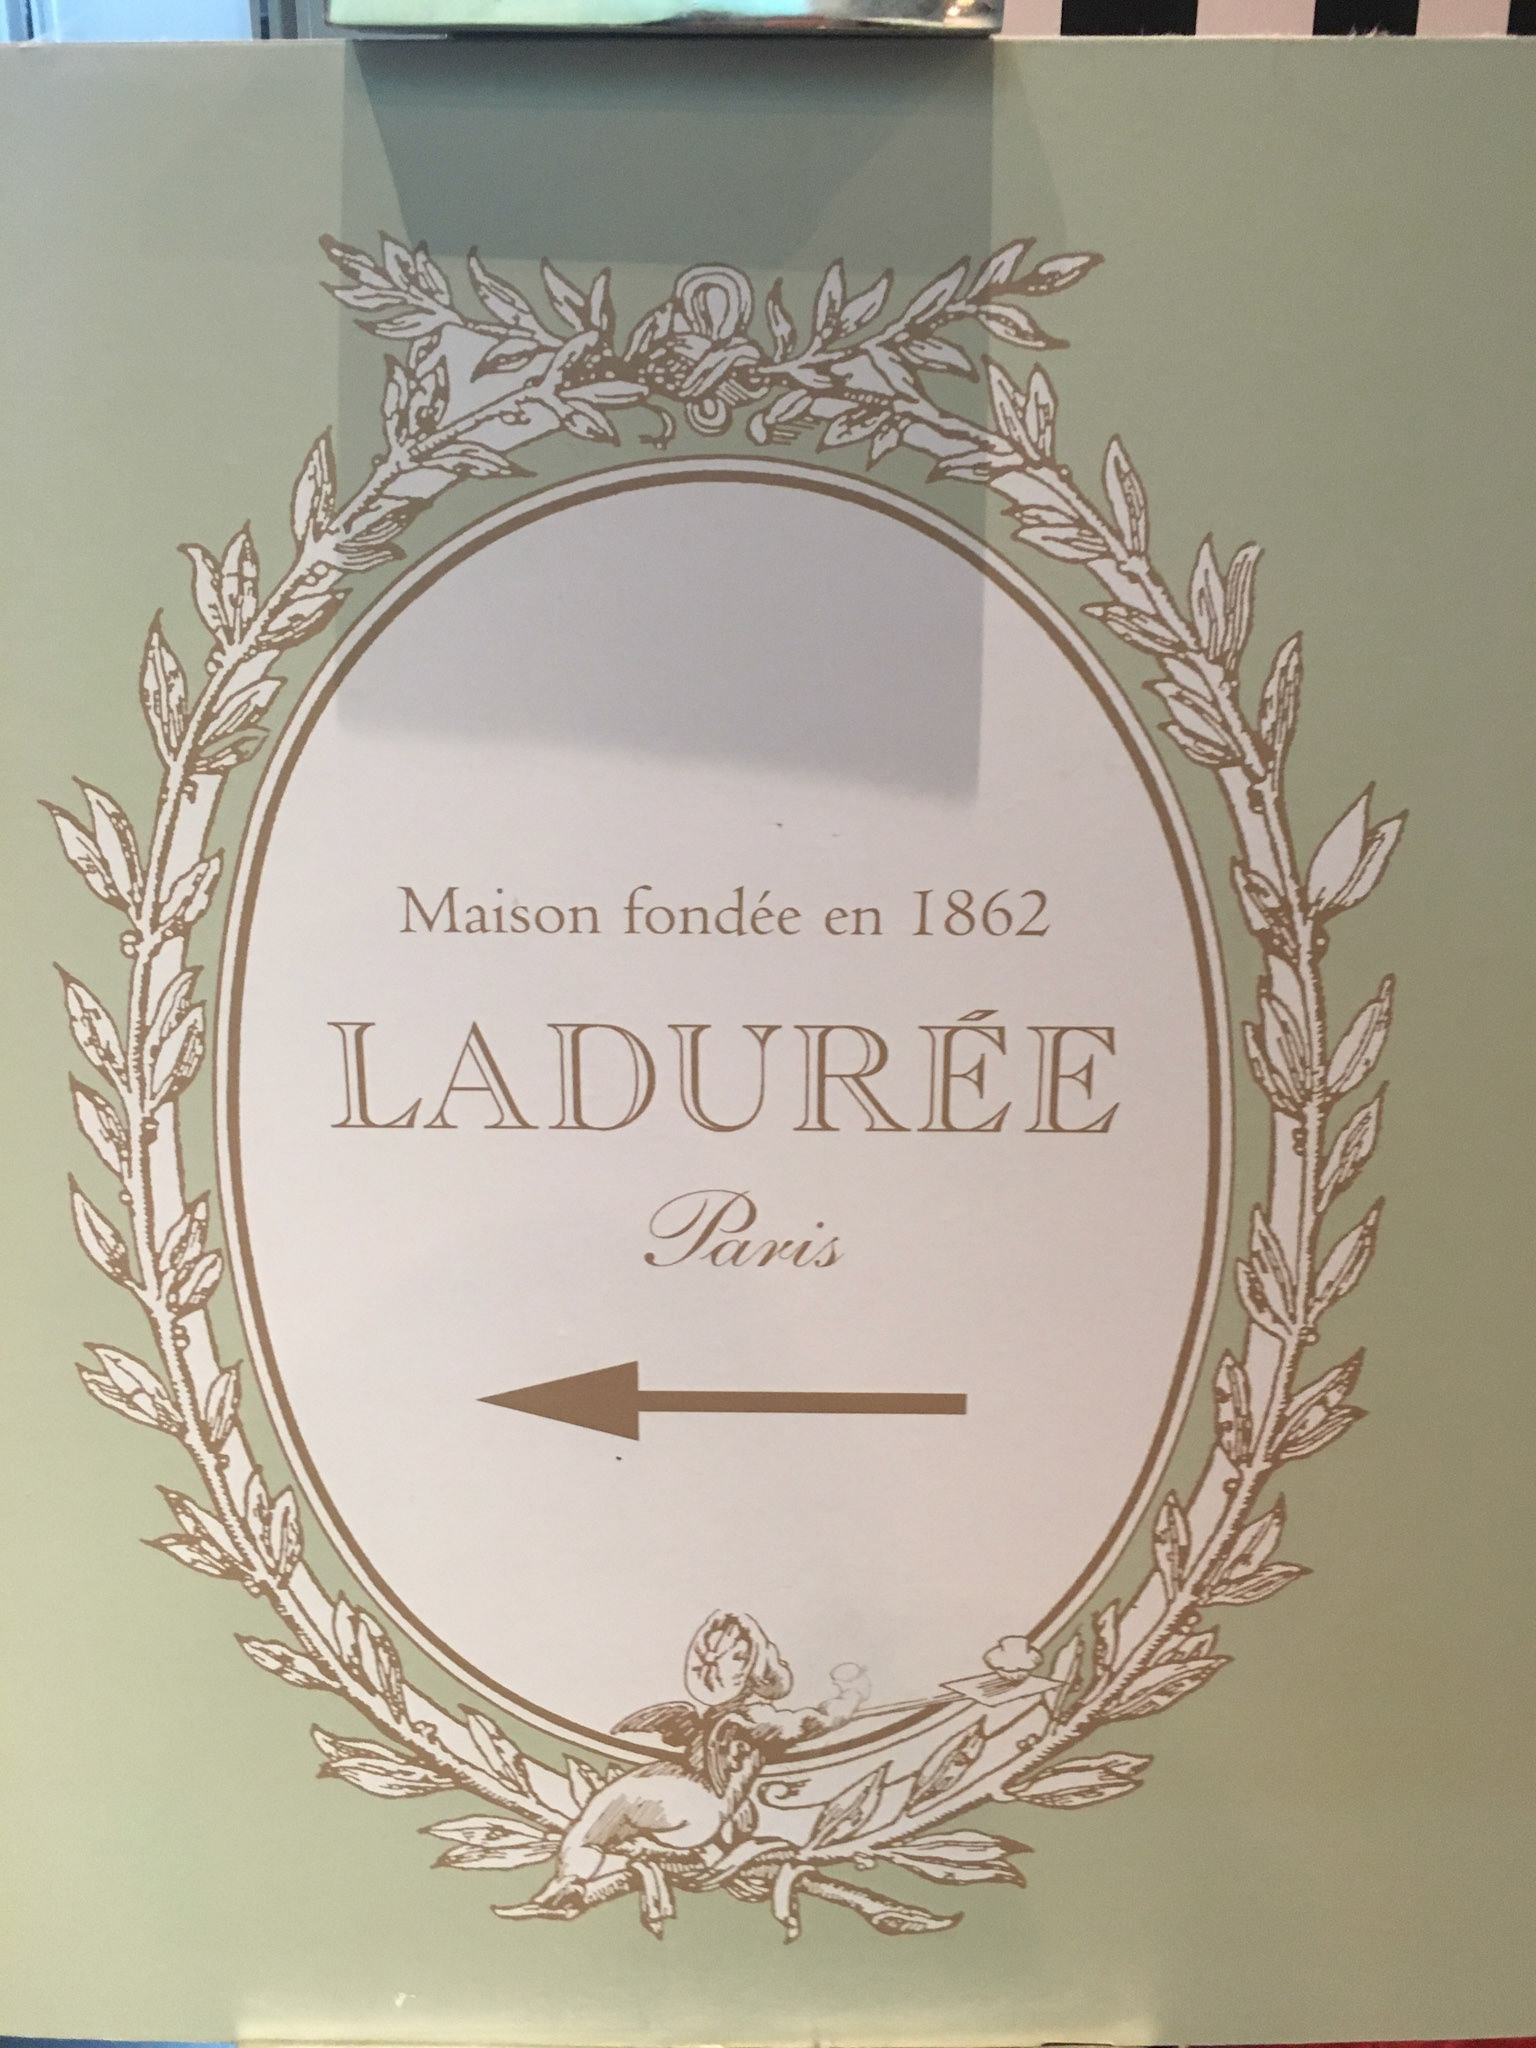 Maison fondée en 1862
LADURÉE
Paris